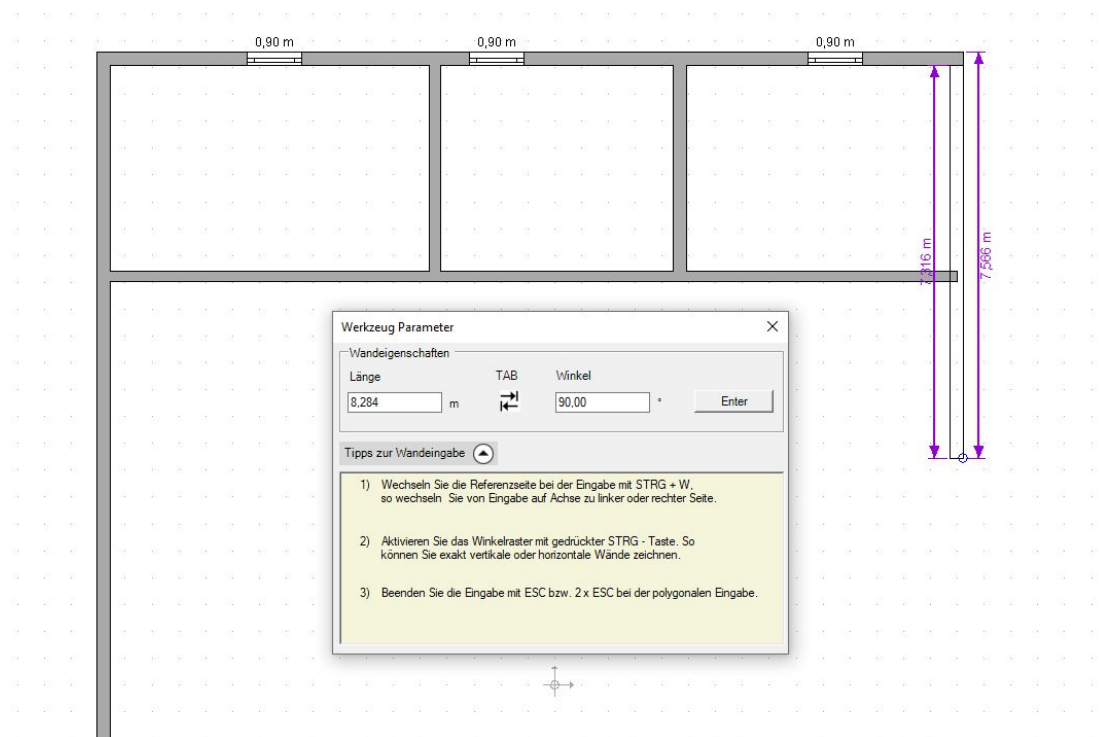 0,90 m
0,90 m
0,90 m
7,316 m
7,566 m
Werkzeug Parameter
Wandeigenschaften
Länge
TAB
Winkel
8,284
m
90,00
°
Enter
Tipps zur Wandeingabe
1) Wechseln Sie die Referenzseite bei der Eingabe mit STRG + W,
so wechseln Sie von Eingabe auf Achse zu linker oder rechter Seite.
2) Aktivieren Sie das Winkelraster mit gedrückter STRG - Taste. So
können Sie exakt vertikale oder horizontale Wände zeichnen.
3) Beenden Sie die Eingabe mit ESC bzw. 2 x ESC bei der polygonalen Eingabe.